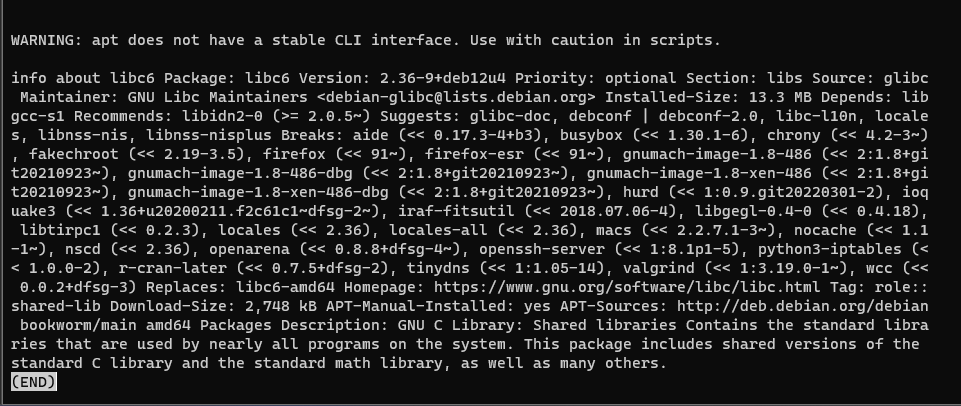 WARNING: apt does not have a stable CLI interface. Use with caution in scripts.
info about libc6 Package: libc6 Version: 2.36-9+deb12u4 Priority: optional Section: libs Source: glibc
Maintainer: GNU Libc Maintainers <debian-glibc@lists.debian.org> Installed-Size: 13.3 MB Depends: lib
gcc-s1 Recommends: libidn2-0 (>= 2.0.5~) Suggests: glibc-doc, debconf | debconf-2.0, libc-l10n, locale
s, libnss-nis, libnss-nisplus Breaks: aide (<< 0.17.3-4+b3), busybox (<< 1.30.1-6), chrony (<< 4.2-3~)
, fakechroot (<< 2.19-3.5), firefox (<< 91~), firefox-esr (<< 91~), gnumach-image-1.8-486 (<< 2:1.8+gi
t20210923~), gnumach-image-1.8-486-dbg (<< 2:1.8+git20210923~), gnumach-image-1.8-xen-486 (<< 2:1.8+gi
t20210923~), gnumach-image-1.8-xen-486-dbg (<< 2:1.8+git20210923~), hurd (<< 1:0.9.git20220301-2), ioq
uake3 (<< 1.36+u20200211.f2c61c1~dfsg-2~), iraf-fitsutil (<< 2018.07.06-4), libgegl-0.4-0 (<< 0.4.18),
libtirpc1 (<< 0.2.3), locales (<< 2.36), locales-all (<< 2.36), macs (<< 2.2.7.1-3~), nocache (<< 1.1
-1~), nscd (<< 2.36), openarena (<< 0.8.8+dfsg-4~), openssh-server (<< 1:8.1p1-5), python3-iptables (<
< 1.0.0-2), r-cran-later (<< 0.7.5+dfsg-2), tinydns (<< 1:1.05-14), valgrind (<< 1:3.19.0-1~), wcc (<<
0.0.2+dfsg-3) Replaces: libc6-amd64 Homepage: https://www.gnu.org/software/libc/libc.html Tag: role::
shared-lib Download-Size: 2,748 kB APT-Manual-Installed: yes APT-Sources: http://deb.debian.org/debian
bookworm/main amd64 Packages Description: GNU C Library: Shared libraries Contains the standard libra
ries that are used by nearly all programs on the system. This package includes shared versions of the
standard C library and the standard math library, as well as many others.
(END)